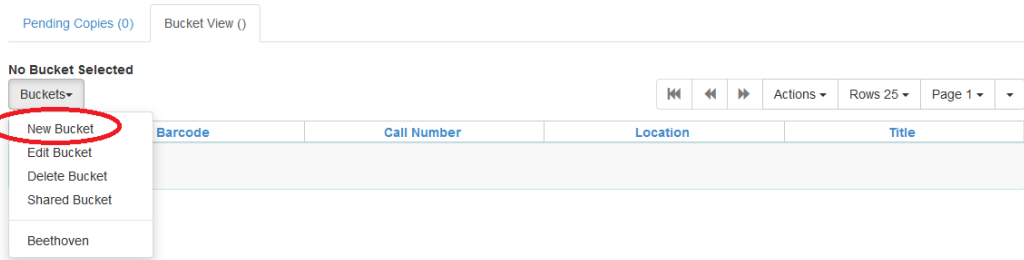 Pending Copies (0) Bucket View ()
No Bucket Selected
Buckets Actions Rows 25 Page 1
New Bucket
Barcode Call Number Location Title
Edit Bucket
Delete Bucket
Shared Bucket
Beethoven